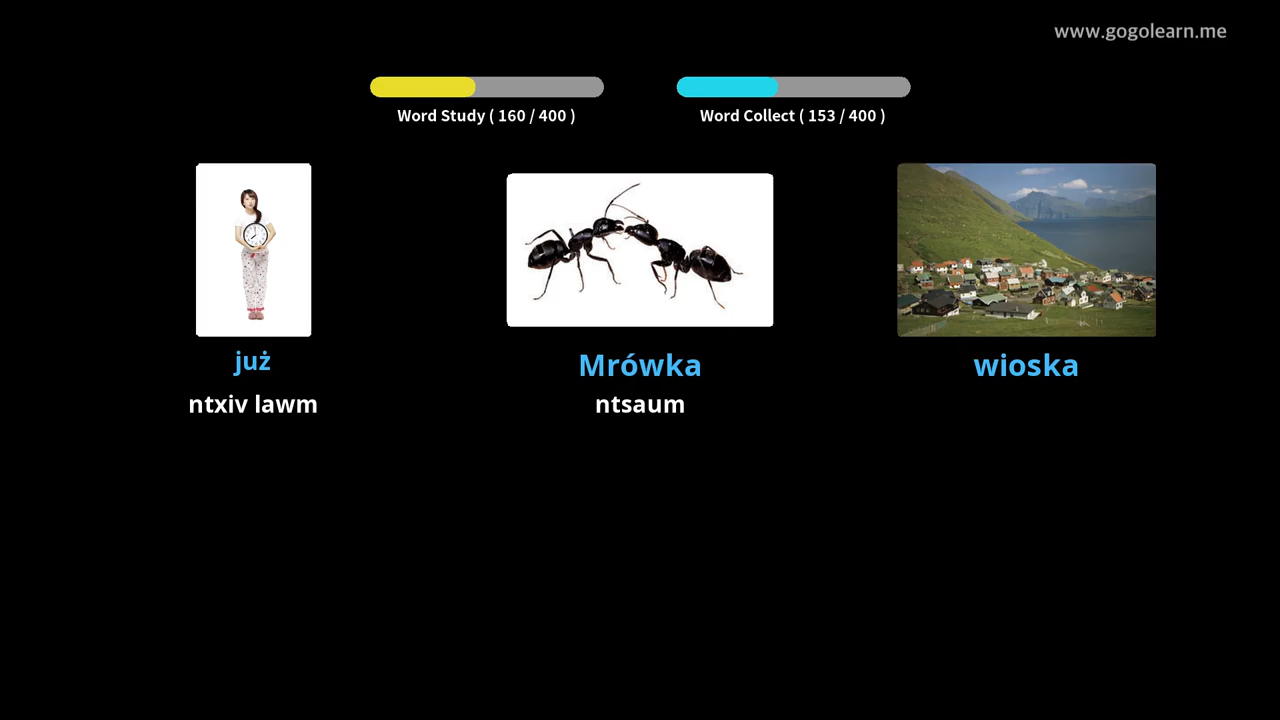 www.gogolearn.me
Word Study ( 160 / 400 )
Word Collect ( 153 / 400 )
już
Mrówka
wioska
ntxiv lawm
ntsaum